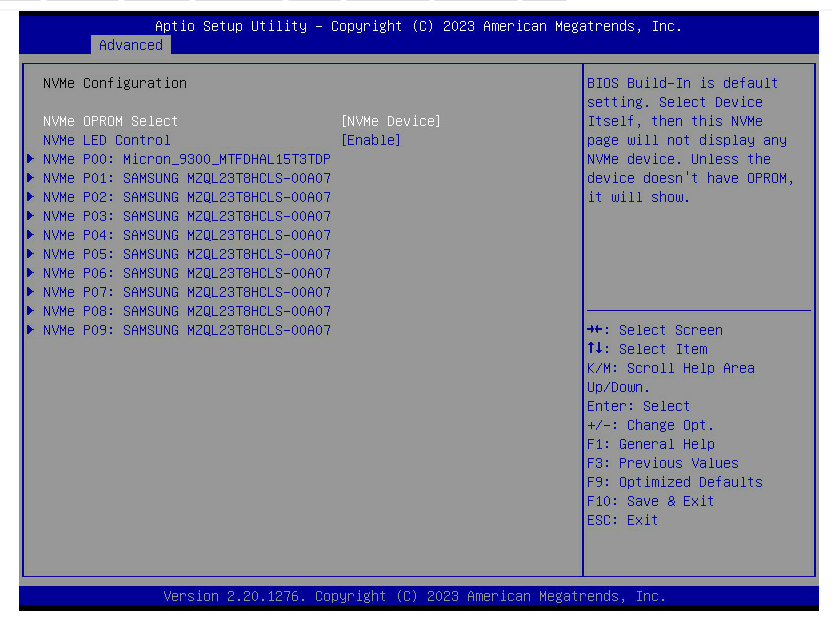 Aptio Setup Utility – Copyright (C) 2023 American Megatrends, Inc.
Advanced
NVMe Configuration
NVMe OPROM Select [NVMe Device]
NVMe LED Control [Enable]
NVMe P00: Micron_9300_MTFDHAL15T3TDP
NVMe P01: SAMSUNG MZQL23T8HCLS-00A07
NVMe P02: SAMSUNG MZQL23T8HCLS-00A07
NVMe P03: SAMSUNG MZQL23T8HCLS-00A07
NVMe P04: SAMSUNG MZQL23T8HCLS-00A07
NVMe P05: SAMSUNG MZQL23T8HCLS-00A07
NVMe P06: SAMSUNG MZQL23T8HCLS-00A07
NVMe P07: SAMSUNG MZQL23T8HCLS-00A07
NVMe P08: SAMSUNG MZQL23T8HCLS-00A07
NVMe P09: SAMSUNG MZQL23T8HCLS-00A07
BIOS Build-In is default
setting. Select Device
Itself, then this NVMe
page will not display any
NVMe device. Unless the
device doesn't have OPROM,
it will show.
→←: Select Screen
↑↓: Select Item
K/M: Scroll Help Area
Up/Down.
Enter: Select
+/-: Change Opt.
F1: General Help
F3: Previous Values
F9: Optimized Defaults
F10: Save & Exit
ESC: Exit
Version 2.20.1276. Copyright (C) 2023 American Megatrends, Inc.